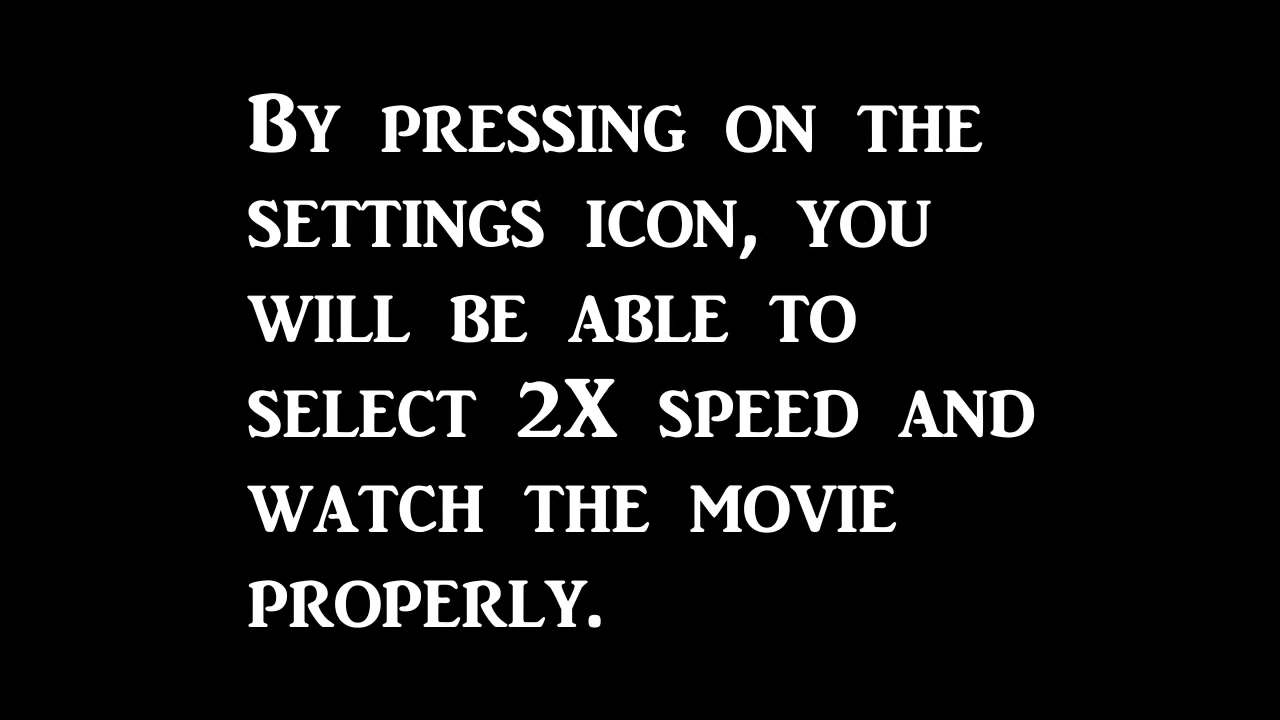 By pressing on the
settings icon, you
will be able to
select 2X speed and
watch the movie
properly.